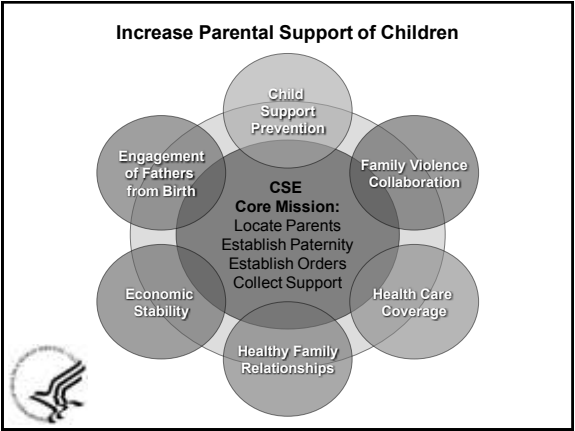 Increase Parental Support of Children
Child
Support
Prevention
Engagement
of Fathers
from Birth
Family Violence
Collaboration
CSE
Core Mission:
Locate Parents
Establish Paternity
Establish Orders
Collect Support
Economic
Stability
Health Care
Coverage
Healthy Family
Relationships